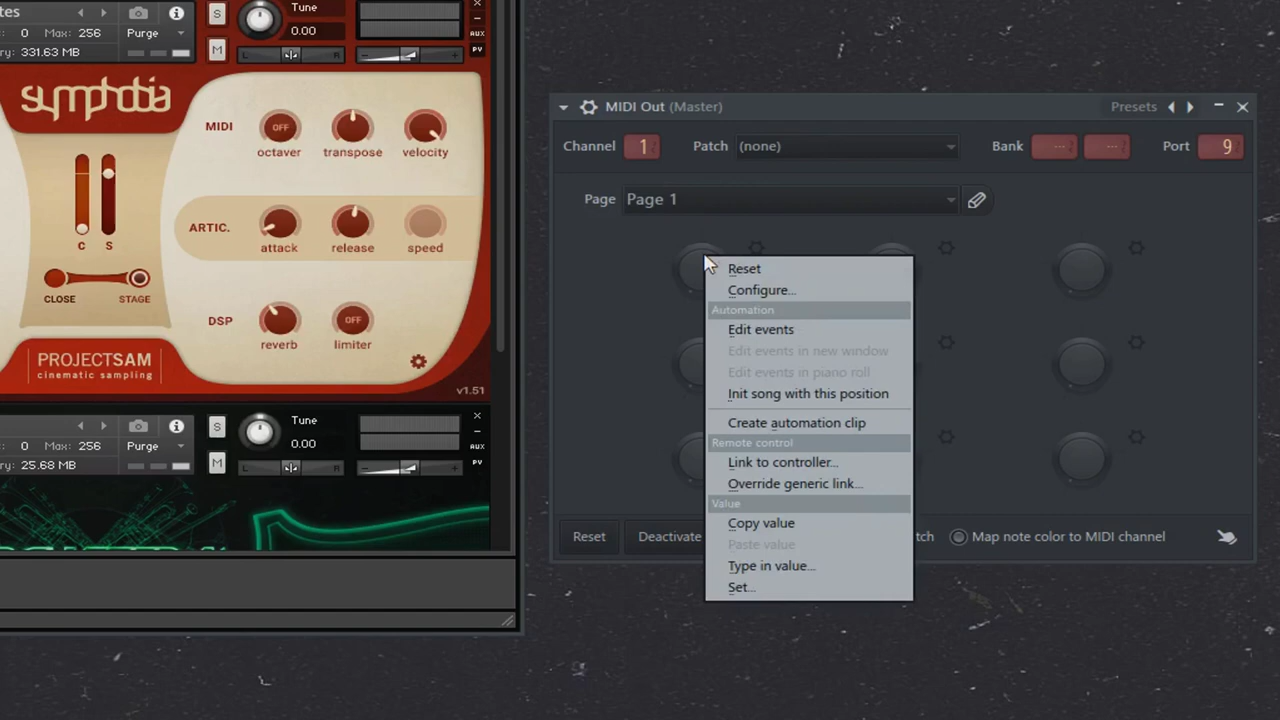 tes
0 Max: 256 Purge
ry: 331.63 MB
S
M
Tune
0.00
L R
AUX
PV
symphobia
MIDI
OFF
octaver transpose velocity
ARTIC.
attack release speed
C S
CLOSE STAGE
DSP
OFF
reverb limiter
PROJECTSAM
cinematic sampling
v1.51
0 Max: 256 Purge
ry: 25.68 MB
S
M
Tune
0.00
L R
AUX
PV
MIDI Out (Master) Presets
Channel 1 Patch (none) Bank --- --- Port 9
Page Page 1
Reset
Configure...
Automation
Edit events
Edit events in new window
Edit events in piano roll
Init song with this position
Create automation clip
Remote control
Link to controller...
Override generic link...
Value
Copy value
Paste value
Type in value...
Set...
Reset Deactivate tch Map note color to MIDI channel